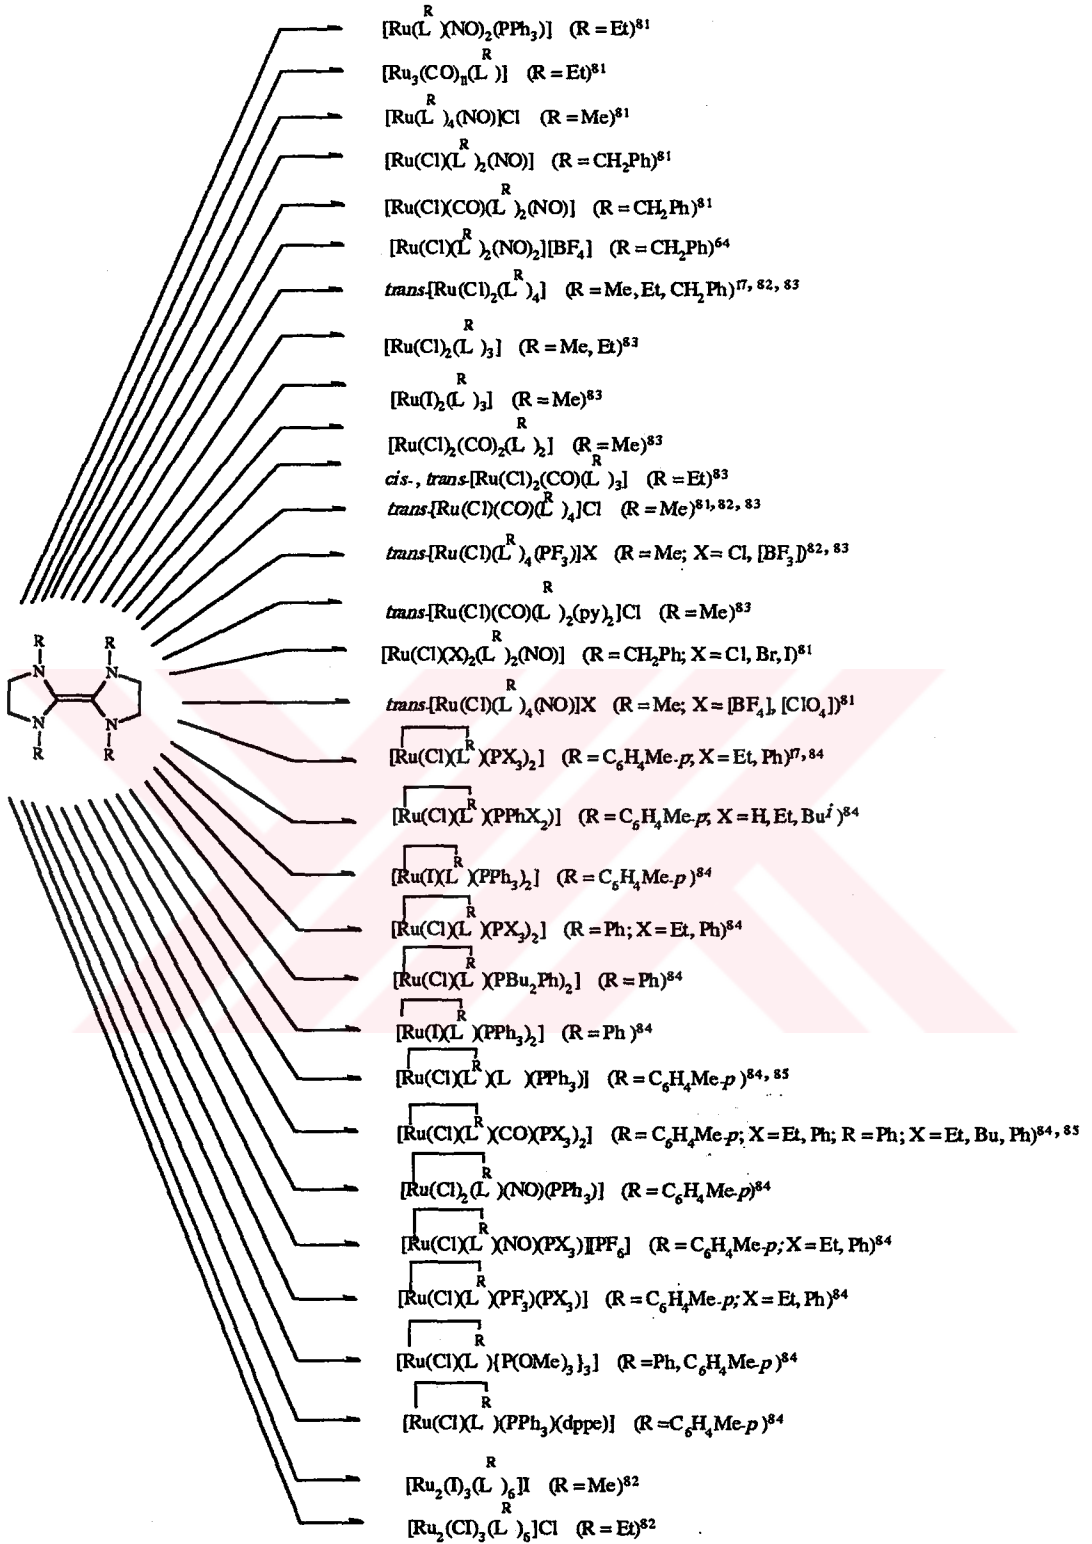 [Ru(L^R)(NO)₂(PPh₃)] (R = Et)⁸¹
[Ru₃(CO)₁₁(L^R)] (R = Et)⁸¹
[Ru(L^R)₄(NO)]Cl (R = Me)⁸¹
[Ru(Cl)(L^R)₂(NO)] (R = CH₂Ph)⁸¹
[Ru(Cl)(CO)(L^R)₂(NO)] (R = CH₂Ph)⁸¹
[Ru(Cl)(L^R)₂(NO)₂][BF₄] (R = CH₂Ph)⁶⁴
trans-[Ru(Cl)₂(L^R)₄] (R = Me, Et, CH₂Ph)¹⁷, ⁸², ⁸³
[Ru(Cl)₂(L^R)₃] (R = Me, Et)⁸³
[Ru(I)₂(L^R)₃] (R = Me)⁸³
[Ru(Cl)₂(CO)₂(L^R)₂] (R = Me)⁸³
cis-, trans-[Ru(Cl)₂(CO)(L^R)₃] (R = Et)⁸³
trans-[Ru(Cl)(CO)(L^R)₄]Cl (R = Me)⁸¹, ⁸², ⁸³
trans-[Ru(Cl)(L^R)₄(PF₃)]X (R = Me; X = Cl, [BF₃])⁸², ⁸³
trans-[Ru(Cl)(CO)(L^R)₂(py)₂]Cl (R = Me)⁸³
[Ru(Cl)(X)₂(L^R)₂(NO)] (R = CH₂Ph; X = Cl, Br, I)⁸¹
trans-[Ru(Cl)(L^R)₄(NO)]X (R = Me; X = [BF₄], [ClO₄])⁸¹
R R
N N
N N
R R
[Ru(Cl)(L^R)(PX₃)₂] (R = C₆H₄Me-p; X = Et, Ph)¹⁷, ⁸⁴
[Ru(Cl)(L^R)(PPhX₂)] (R = C₆H₄Me-p; X = H, Et, Buⁱ)⁸⁴
[Ru(I)(L^R)(PPh₃)₂] (R = C₆H₄Me-p)⁸⁴
[Ru(Cl)(L^R)(PX₃)₂] (R = Ph; X = Et, Ph)⁸⁴
[Ru(Cl)(L^R)(PBu₂Ph)₂] (R = Ph)⁸⁴
[Ru(I)(L^R)(PPh₃)₂] (R = Ph)⁸⁴
[Ru(Cl)(L^R)(L )(PPh₃)] (R = C₆H₄Me-p)⁸⁴, ⁸⁵
[Ru(Cl)(L^R)(CO)(PX₃)₂] (R = C₆H₄Me-p; X = Et, Ph; R = Ph; X = Et, Bu, Ph)⁸⁴, ⁸⁵
[Ru(Cl)₂(L^R)(NO)(PPh₃)] (R = C₆H₄Me-p)⁸⁴
[Ru(Cl)(L^R)(NO)(PX₃)][PF₆] (R = C₆H₄Me-p; X = Et, Ph)⁸⁴
[Ru(Cl)(L^R)(PF₃)(PX₃)] (R = C₆H₄Me-p; X = Et, Ph)⁸⁴
[Ru(Cl)(L^R){P(OMe)₃}₃] (R = Ph, C₆H₄Me-p)⁸⁴
[Ru(Cl)(L^R)(PPh₃)(dppe)] (R = C₆H₄Me-p)⁸⁴
[Ru₂(I)₃(L^R)₆]I (R = Me)⁸²
[Ru₂(Cl)₃(L^R)₆]Cl (R = Et)⁸²